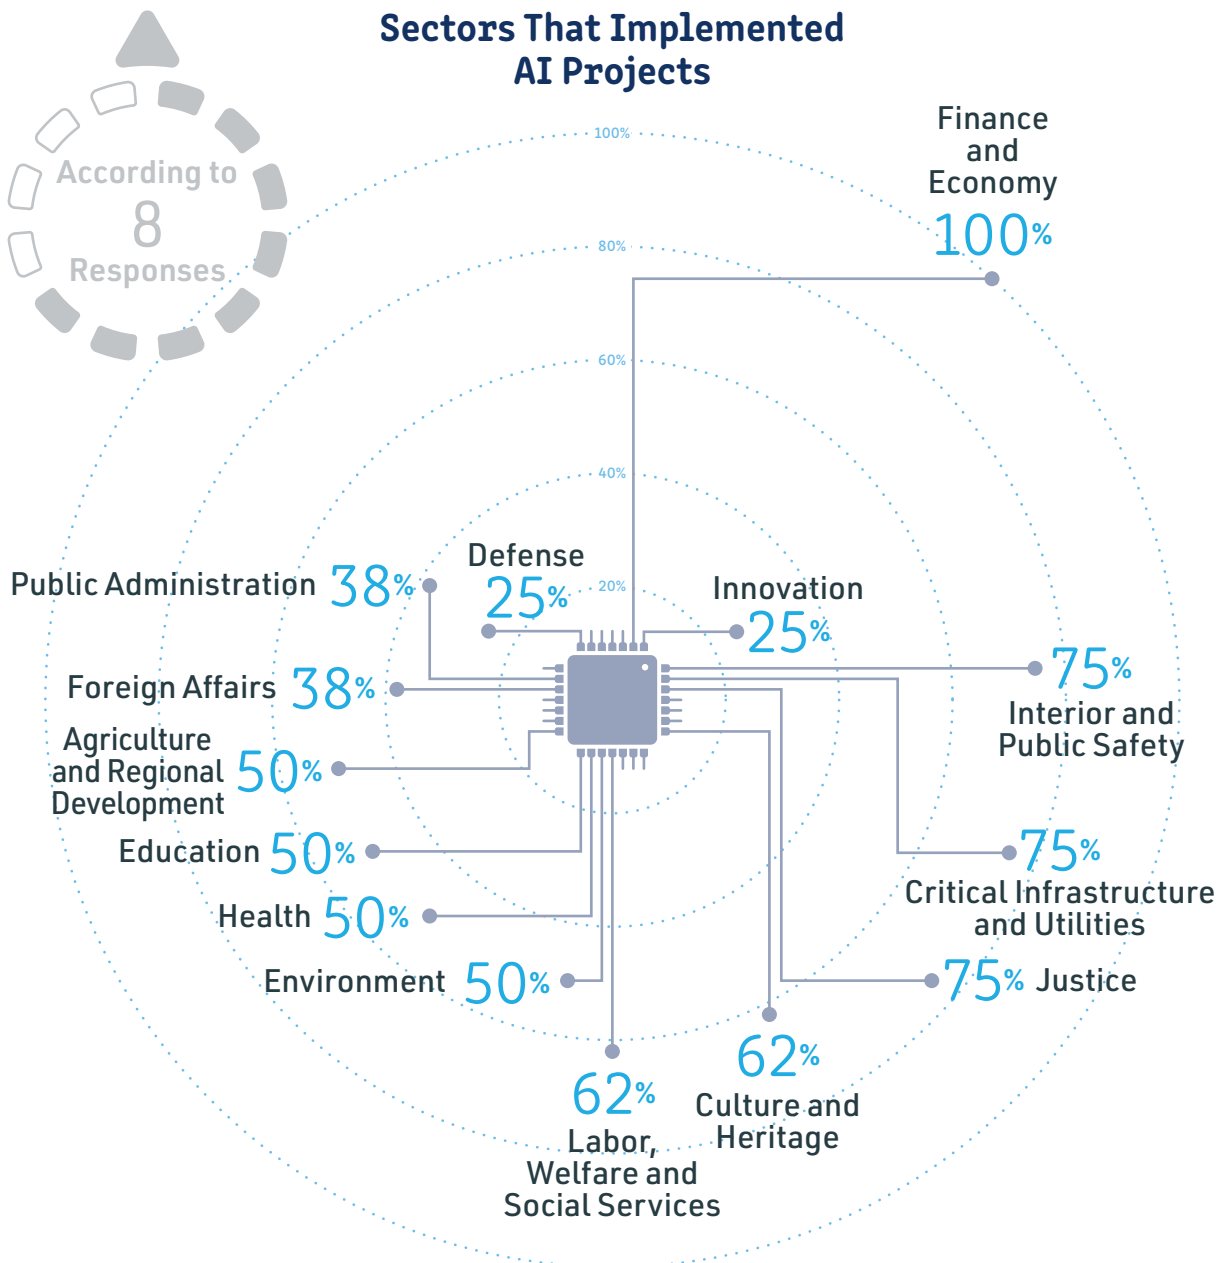 Sectors That Implemented
AI Projects
According to
8
Responses
100%
80%
60%
40%
20%
Finance
and
Economy
100%
Defense
25%
Innovation
25%
Public Administration 38%
Foreign Affairs 38%
75%
Interior and
Public Safety
Agriculture
and Regional
Development
50%
Education 50%
75%
Critical Infrastructure
and Utilities
Health 50%
Environment 50%
75% Justice
62%
Culture and
Heritage
62%
Labor,
Welfare and
Social Services